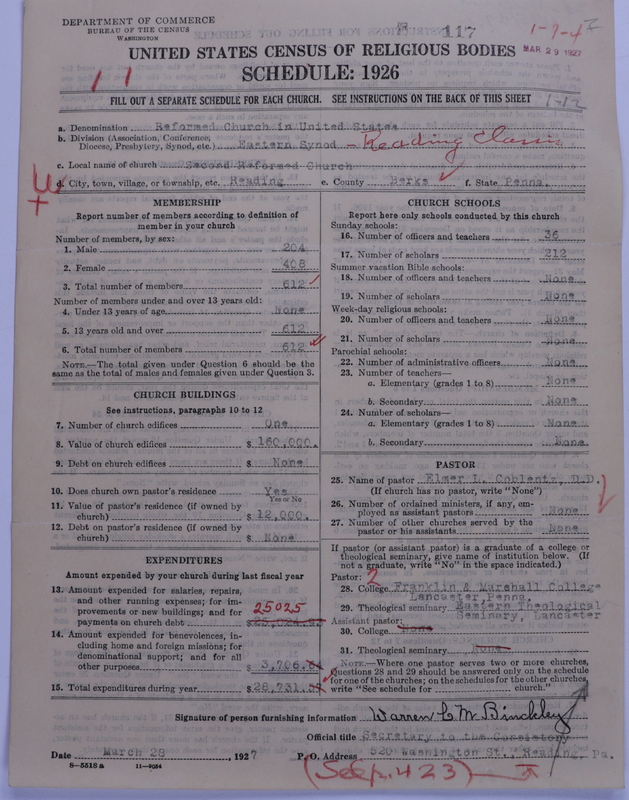 DEPARTMENT OF COMMERCE
BUREAU OF THE CENSUS
WASHINGTON
117
1-7-4
MAR 29 1927
UNITED STATES CENSUS OF RELIGIOUS BODIES
SCHEDULE: 1926
FILL OUT A SEPARATE SCHEDULE FOR EACH CHURCH. SEE INSTRUCTIONS ON THE BACK OF THIS SHEET
1-12
a. Denomination Reformed Church in United States
b. Division (Association, Conference, Diocese, Presbytery, Synod, etc.) Eastern Synod - Reading Classis
c. Local name of church Second Reformed Church
d. City, town, village, or township, etc. Reading e. County Berks f. State Penna.
MEMBERSHIP
Report number of members according to definition of
member in your church
Number of members, by sex:
1. Male 204
2. Female 408
3. Total number of members 612
Number of members under and over 13 years old:
4. Under 13 years of age None
5. 13 years old and over 612
6. Total number of members 612
NOTE.—The total given under Question 6 should be
same as the total of males and females given under Question 3.
CHURCH BUILDINGS
See instructions, paragraphs 10 to 12
7. Number of church edifices One
8. Value of church edifices $ 160,000.
9. Debt on church edifices $ None
10. Does church own pastor's residence Yes
Yes or No
11. Value of pastor's residence (if owned by
church) $ 12,000.
12. Debt on pastor's residence (if owned by
church) $ None
EXPENDITURES
Amount expended by your church during last fiscal year
13. Amount expended for salaries, repairs,
and other running expenses; for im-
provements or new buildings; and for
payments on church debt $ 25025
14. Amount expended for benevolences, in-
cluding home and foreign missions; for
denominational support; and for all
other purposes $ 3,706.
15. Total expenditures during year $ 28,731.
CHURCH SCHOOLS
Report here only schools conducted by this church
Sunday schools:
16. Number of officers and teachers 36
17. Number of scholars 212
Summer vacation Bible schools:
18. Number of officers and teachers None
19. Number of scholars None
Week-day religious schools:
20. Number of officers and teachers None
21. Number of scholars None
Parochial schools:
22. Number of administrative officers None
23. Number of teachers—
a. Elementary (grades 1 to 8) None
b. Secondary None
24. Number of scholars—
a. Elementary (grades 1 to 8) None
b. Secondary None
PASTOR
25. Name of pastor Elmer L. Coblentz, D.D.
(If church has no pastor, write "None")
26. Number of ordained ministers, if any, em-
ployed as assistant pastors None
27. Number of other churches served by the
pastor or his assistants None
If pastor (or assistant pastor) is a graduate of a college or
theological seminary, give name of institution below. (If
not a graduate, write "No" in the space indicated.)
Pastor: 2
28. College Franklin & Marshall College
Lancaster Penna.
29. Theological seminary Eastern Theological
Seminary, Lancaster
Assistant pastor:
30. College None
31. Theological seminary None
NOTE.—Where one pastor serves two or more churches,
Questions 28 and 29 should be answered only on the schedule
for one of the churches; on the schedules for the other churches,
write "See schedule for church."
Signature of person furnishing information Warren C. M. Binckley
Official title Secretary to the Consistory
Date March 28, 1927 P. O. Address 520 Washington St., Reading, Pa.
8-5518 a 11-9054
(See p. 423)